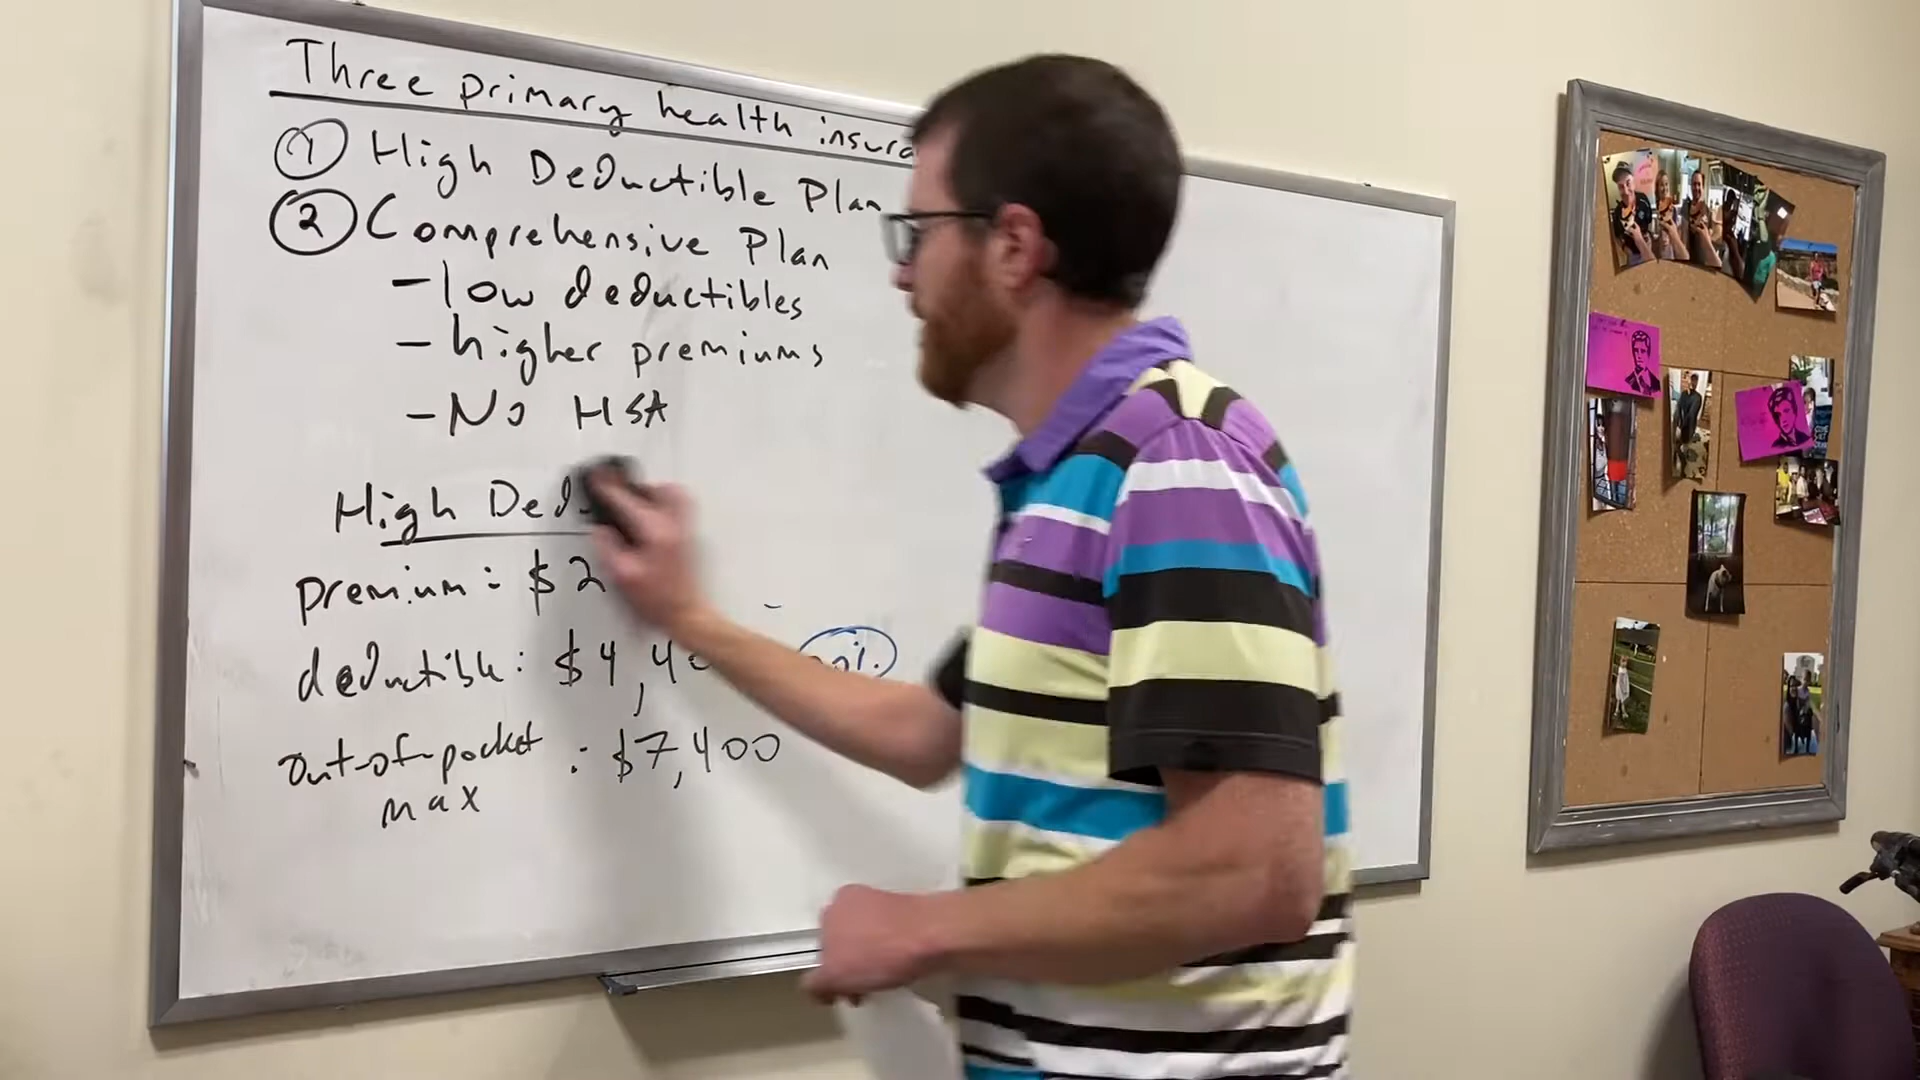 Three primary health insura
① High Deductible Plan
② Comprehensive Plan
- low deductibles
- higher premiums
- No HSA
High Ded
premium: $2
deductible: $4,40
out-of-pocket max : $7,400